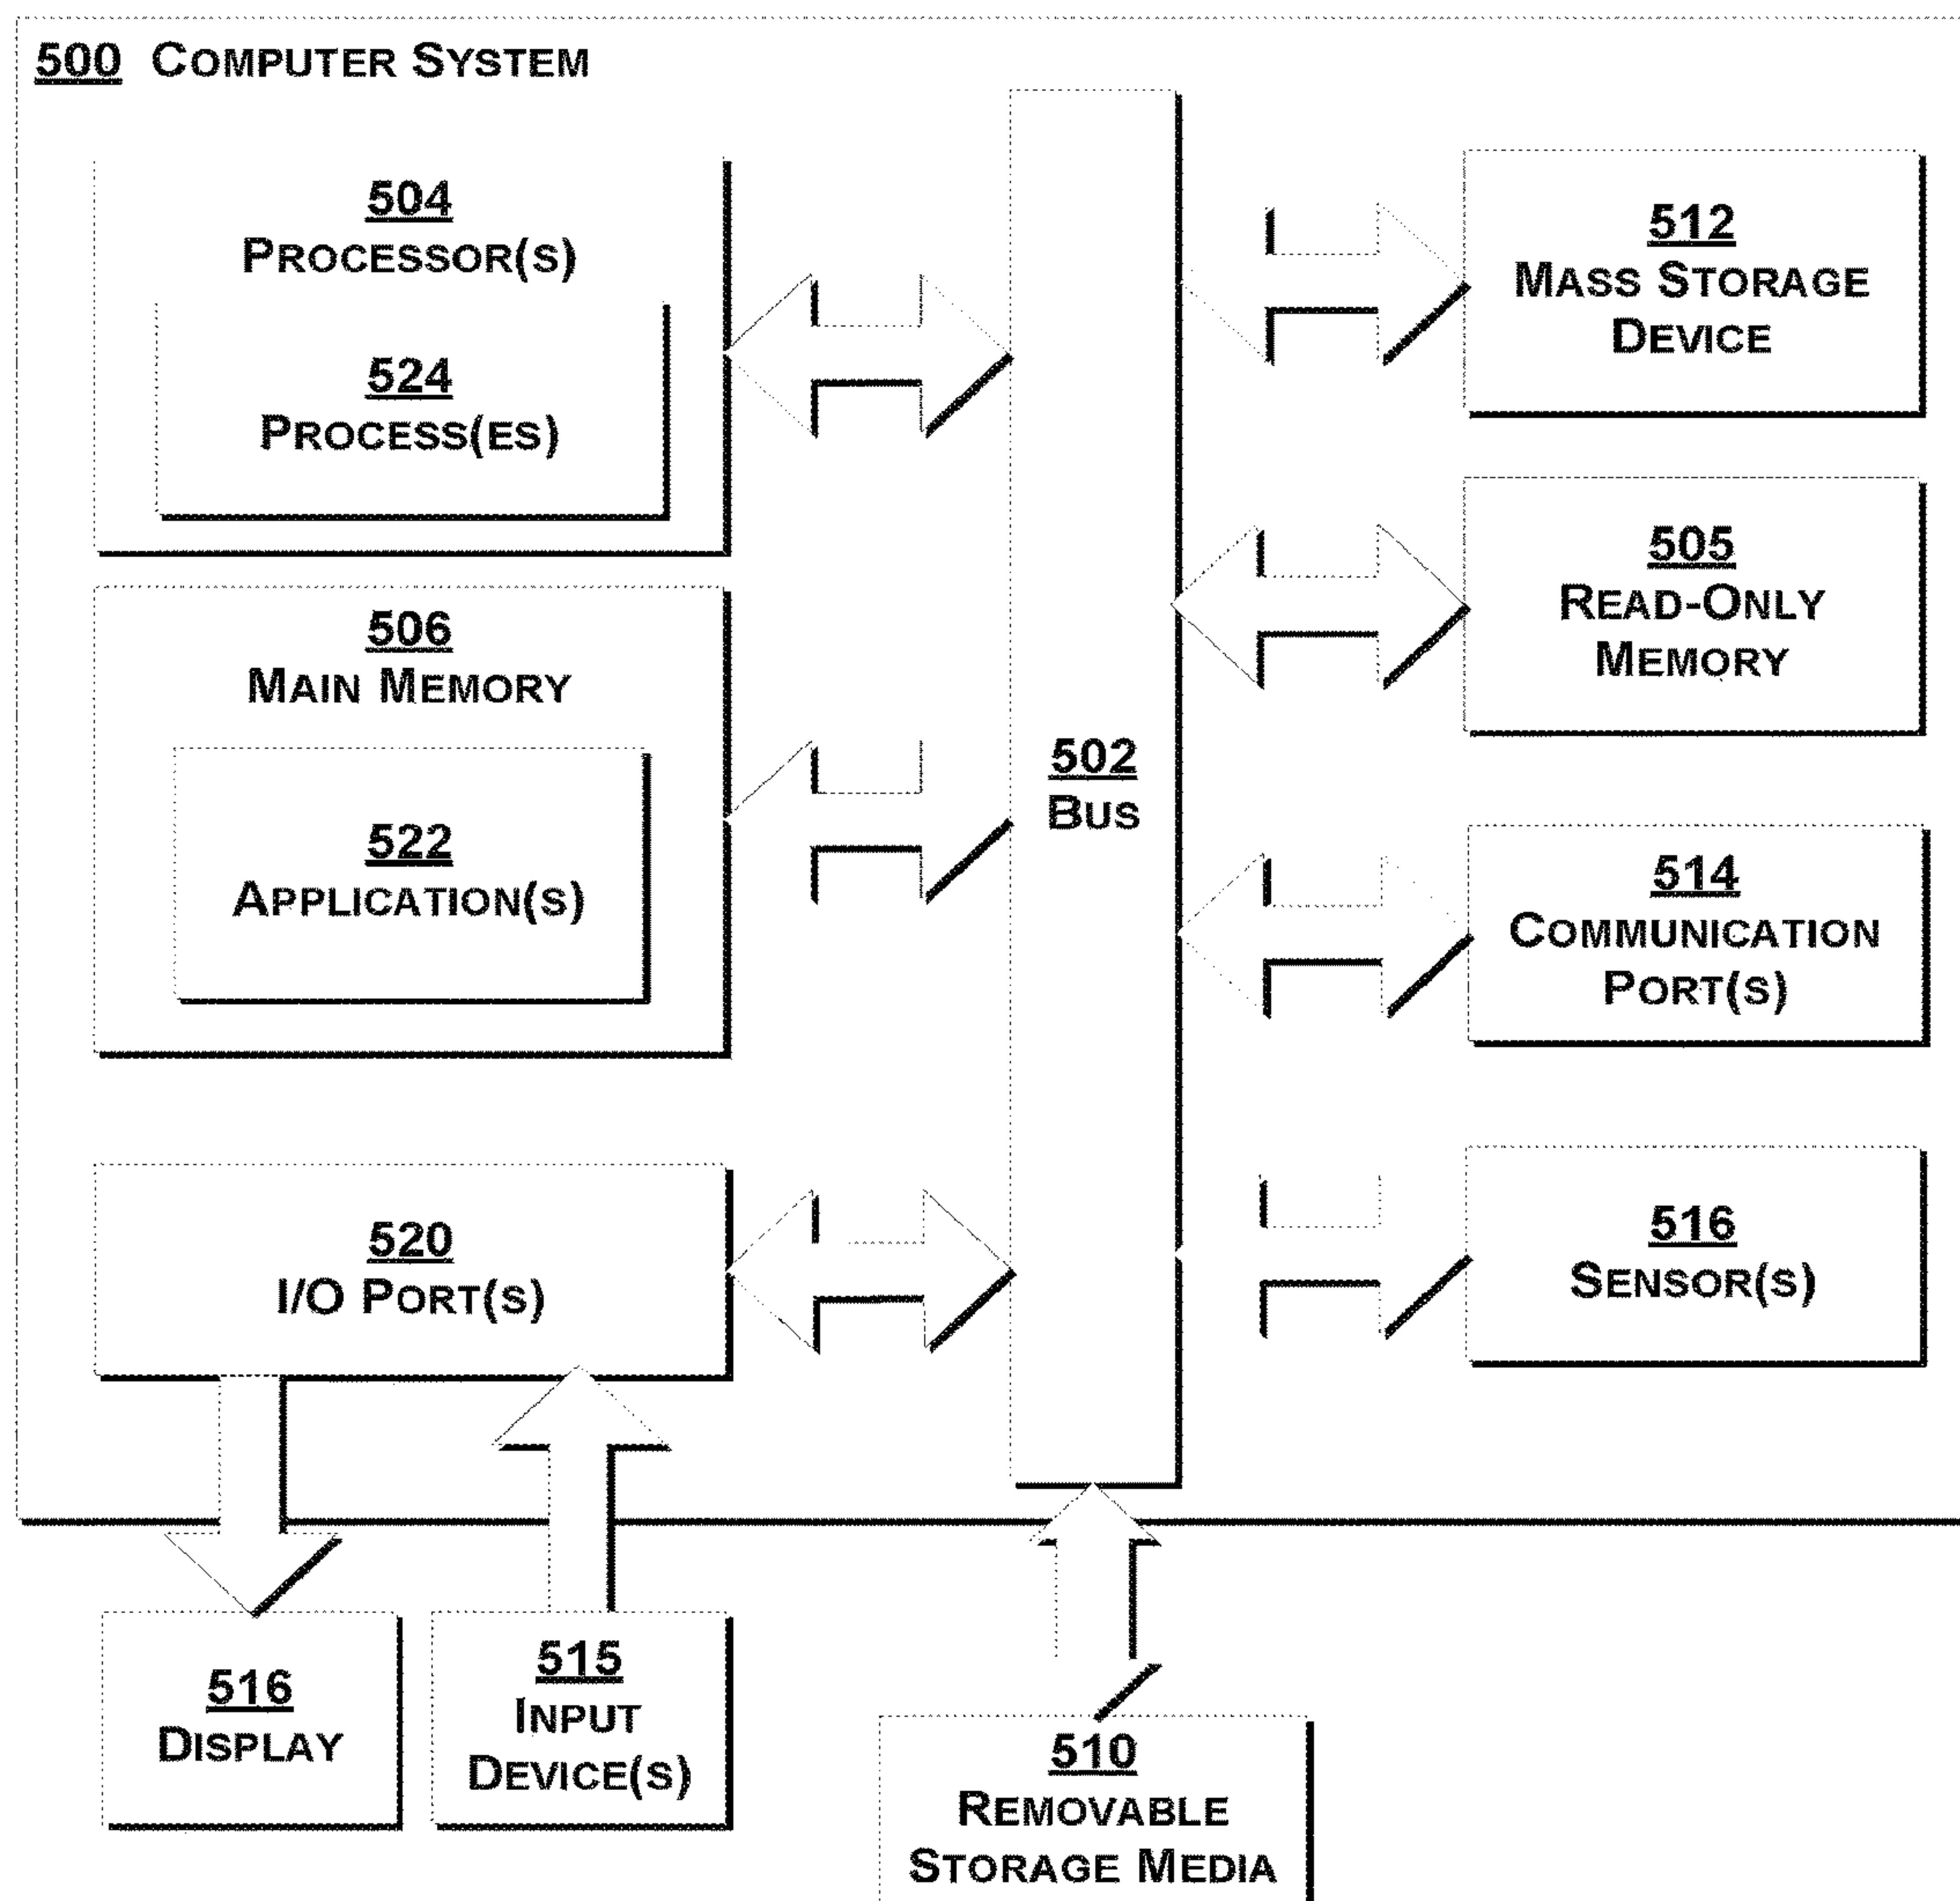 500 COMPUTER SYSTEM
504
PROCESSOR(S)
524
PROCESS(ES)
506
MAIN MEMORY
522
APPLICATION(S)
520
I/O PORT(S)
502
BUS
512
MASS STORAGE
DEVICE
505
READ-ONLY
MEMORY
514
COMMUNICATION
PORT(S)
516
SENSOR(S)
516
DISPLAY
515
INPUT
DEVICE(S)
510
REMOVABLE
STORAGE MEDIA